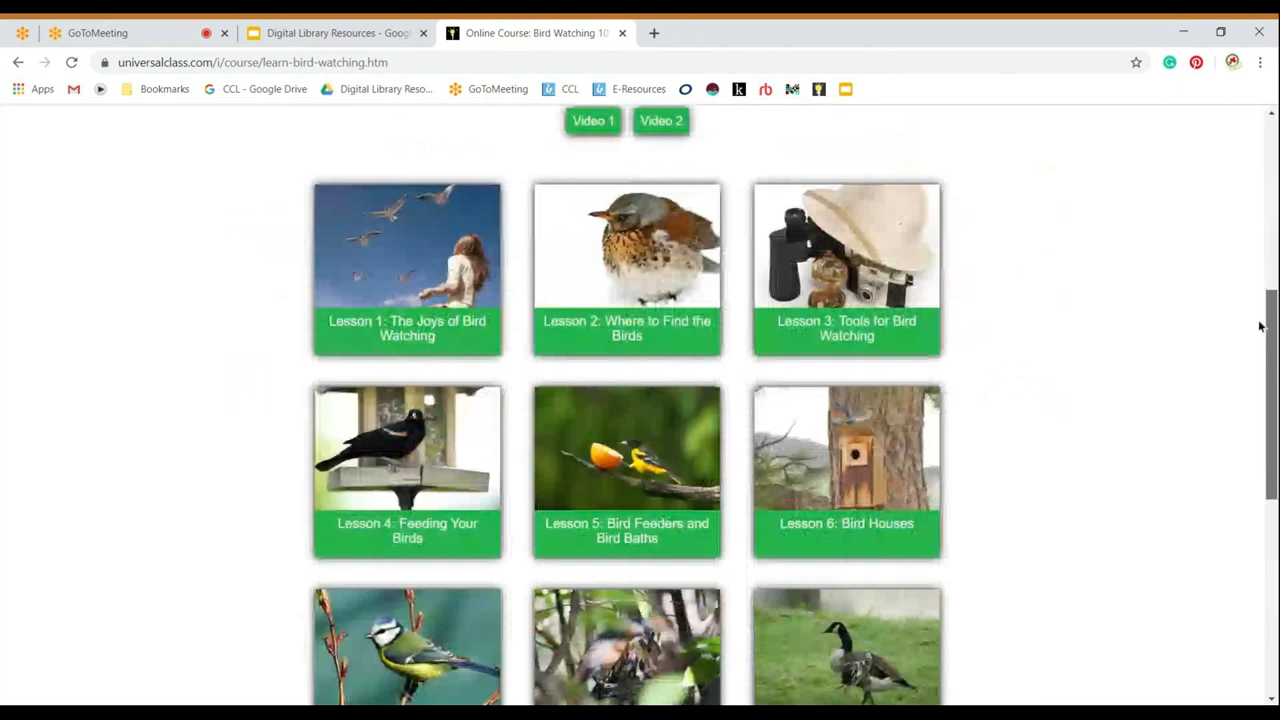 GoToMeeting
Digital Library Resources - Goog
Online Course: Bird Watching 10
universalclass.com/i/course/learn-bird-watching.htm
Apps
Bookmarks
CCL - Google Drive
Digital Library Reso...
GoToMeeting
CCL
E-Resources
Video 1
Video 2
Lesson 1: The Joys of Bird
Watching
Lesson 2: Where to Find the
Birds
Lesson 3: Tools for Bird
Watching
Lesson 4: Feeding Your
Birds
Lesson 5: Bird Feeders and
Bird Baths
Lesson 6: Bird Houses